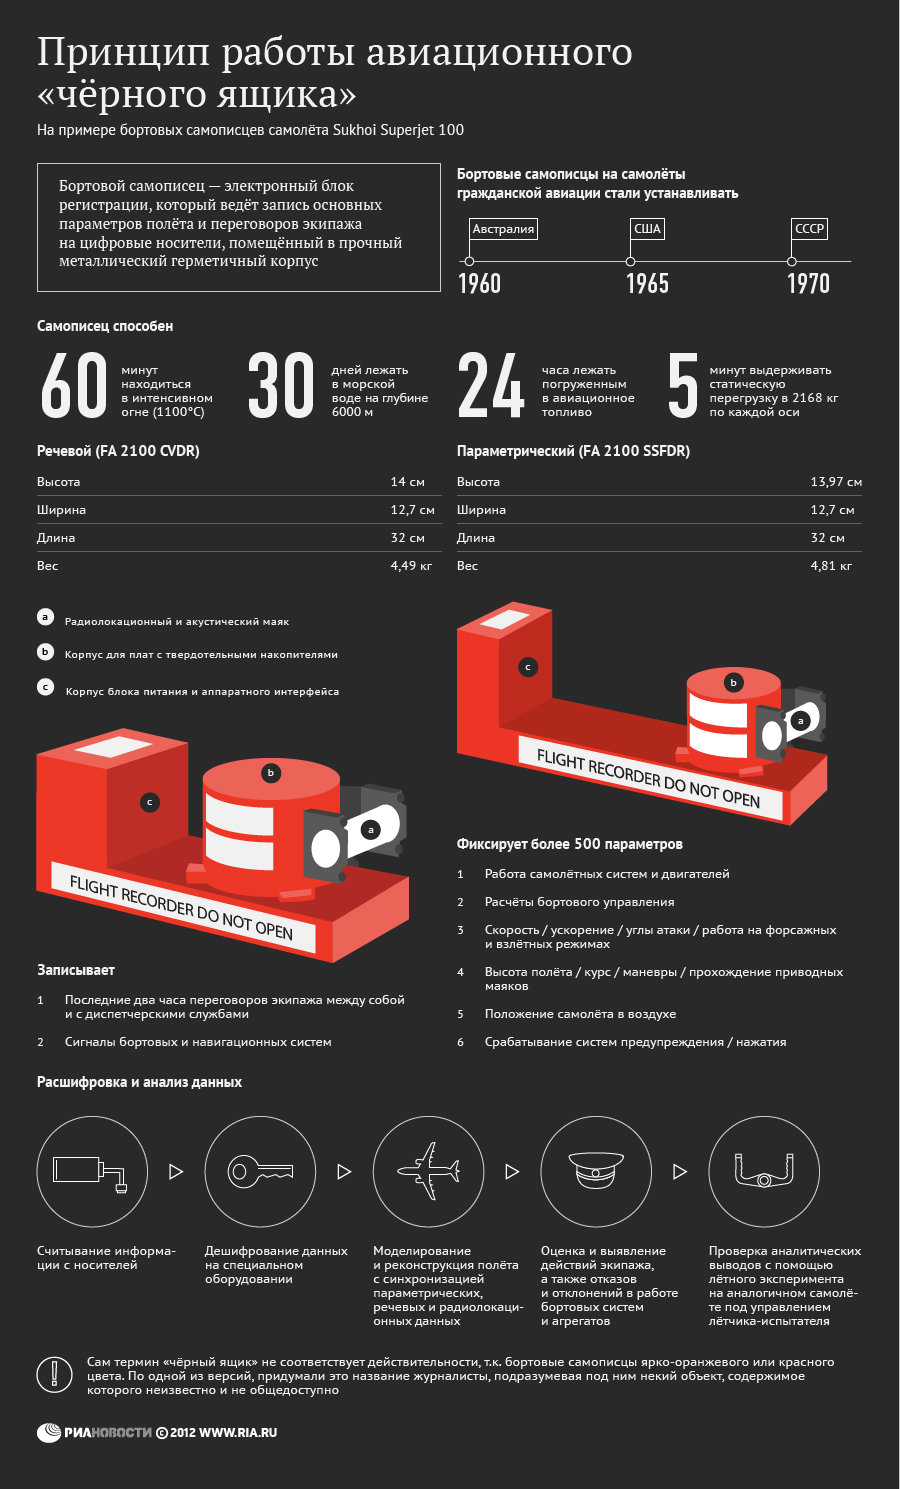 Принцип работы авиационного
«чёрного ящика»
На примере бортовых самописцев самолёта Sukhoi Superjet 100
Бортовой самописец — электронный блок
регистрации, который ведёт запись основных
параметров полёта и переговоров экипажа
на цифровые носители, помещённый в прочный
металлический герметичный корпус
Бортовые самописцы на самолёты
гражданской авиации стали устанавливать
Австралия
США
СССР
1960
1965
1970
Самописец способен
60
минут
находиться
в интенсивном
огне (1100°C)
30
дней лежать
в морской
воде на глубине
6000 м
24
часа лежать
погруженным
в авиационное
топливо
5
минут выдерживать
статическую
перегрузку в 2168 кг
по каждой оси
Речевой (FA 2100 CVDR)
Высота 14 см
Ширина 12,7 см
Длина 32 см
Вес 4,49 кг
Параметрический (FA 2100 SSFDR)
Высота 13,97 см
Ширина 12,7 см
Длина 32 см
Вес 4,81 кг
a Радиолокационный и акустический маяк
b Корпус для плат с твердотельными накопителями
c Корпус блока питания и аппаратного интерфейса
c
b
a
FLIGHT RECORDER DO NOT OPEN
c
b
a
FLIGHT RECORDER DO NOT OPEN
Записывает
1 Последние два часа переговоров экипажа между собой
и с диспетчерскими службами
2 Сигналы бортовых и навигационных систем
Фиксирует более 500 параметров
1 Работа самолётных систем и двигателей
2 Расчёты бортового управления
3 Скорость / ускорение / углы атаки / работа на форсажных
и взлётных режимах
4 Высота полёта / курс / маневры / прохождение приводных
маяков
5 Положение самолёта в воздухе
6 Срабатывание систем предупреждения / нажатия
Расшифровка и анализ данных
Считывание информа-
ции с носителей
Дешифрование данных
на специальном
оборудовании
Моделирование
и реконструкция полёта
с синхронизацией
параметрических,
речевых и радиолокаци-
онных данных
Оценка и выявление
действий экипажа,
а также отказов
и отклонений в работе
бортовых систем
и агрегатов
Проверка аналитических
выводов с помощью
лётного эксперимента
на аналогичном самолё-
те под управлением
лётчика-испытателя
Сам термин «чёрный ящик» не соответствует действительности, т.к. бортовые самописцы ярко-оранжевого или красного
цвета. По одной из версий, придумали это название журналисты, подразумевая под ним некий объект, содержимое
которого неизвестно и не общедоступно
РИАНОВОСТИ © 2012 WWW.RIA.RU